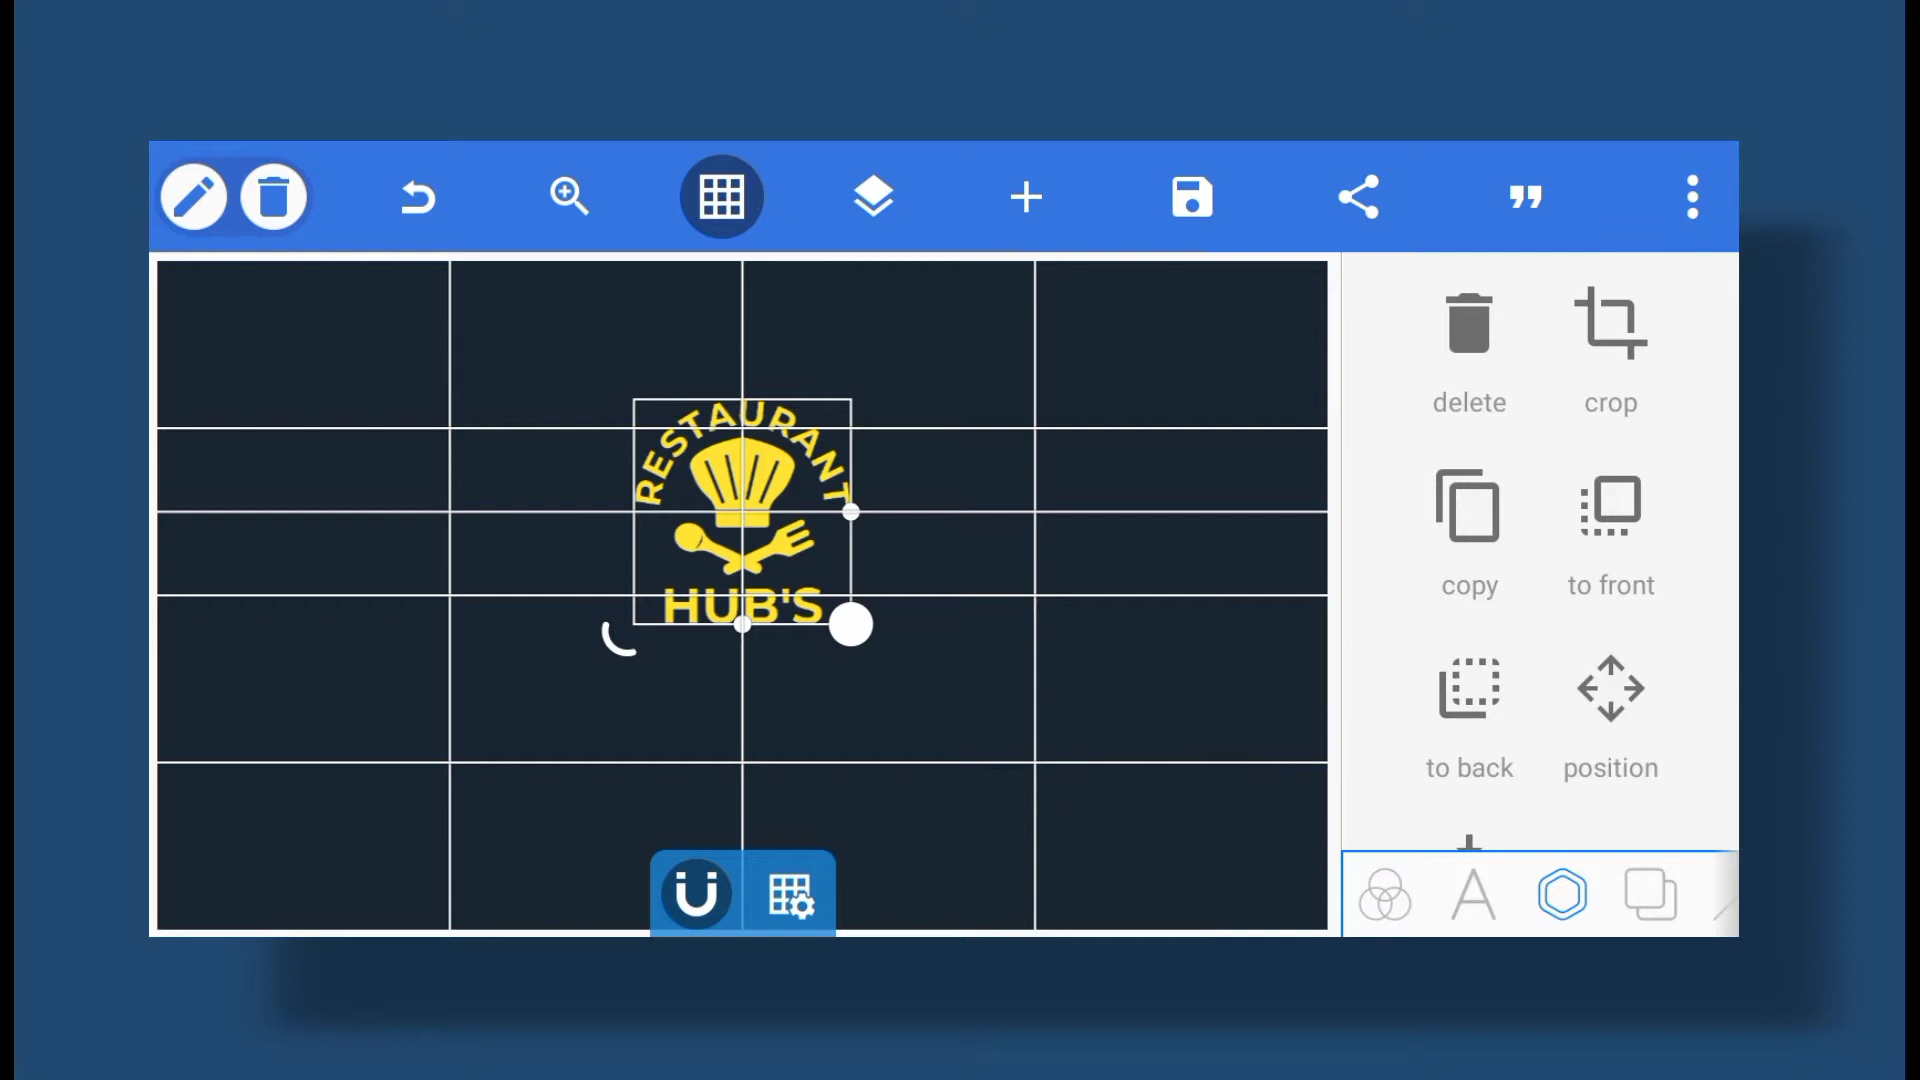 RESTAURANT
HUB'S
delete
crop
copy
to front
to back
position